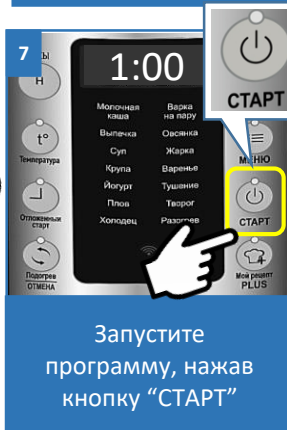 7
Ы
Н
1:00
СТАРТ
Молочная каша
Варка на пару
Выпечка
Овсянка
Суп
Жарка
Крупа
Варенье
Йогурт
Тушение
Плов
Творог
Холодец
Разогрев
t°
Температура
Отложенный старт
Подогрев
ОТМЕНА
МЕНЮ
СТАРТ
Мой рецепт
PLUS
Запустите
программу, нажав
кнопку “СТАРТ”